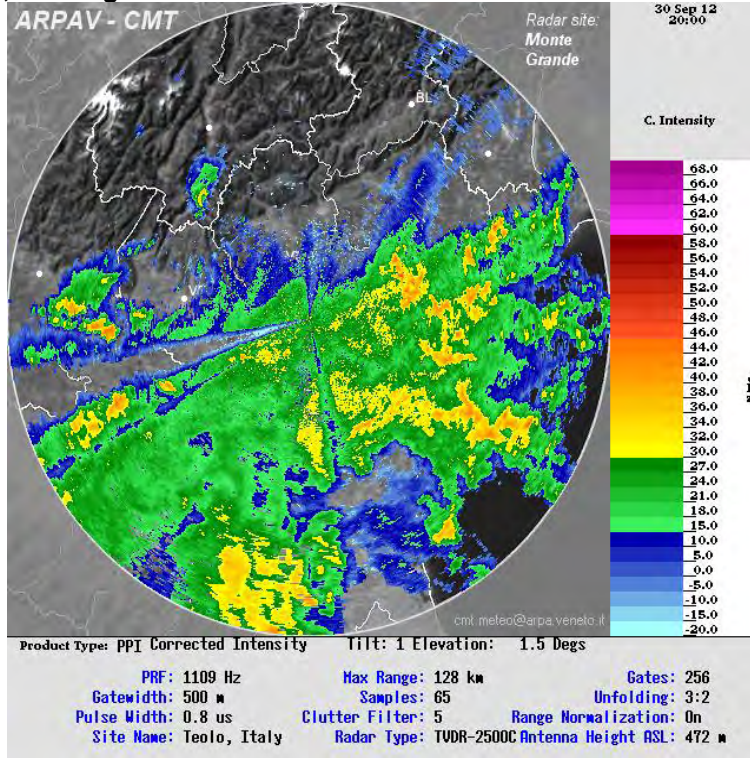 ARPAV - CMT
Radar site:
Monte
Grande
30 Sep 12
20:00
C. Intensity
BL
68.0
66.0
64.0
62.0
60.0
58.0
56.0
54.0
52.0
50.0
48.0
46.0
44.0
42.0
40.0
38.0
36.0
34.0
32.0
30.0
27.0
24.0
21.0
18.0
15.0
10.0
5.0
0.0
-5.0
-10.0
-15.0
-20.0
cmt.meteo@arpa.veneto.it
Product Type: PPI Corrected Intensity Tilt: 1 Elevation: 1.5 Degs
PRF: 1109 Hz Max Range: 128 km Gates: 256
Gatewidth: 500 m Samples: 65 Unfolding: 3:2
Pulse Width: 0.8 us Clutter Filter: 5 Range Normalization: On
Site Name: Teolo, Italy Radar Type: TVDR-2500C Antenna Height ASL: 472 m